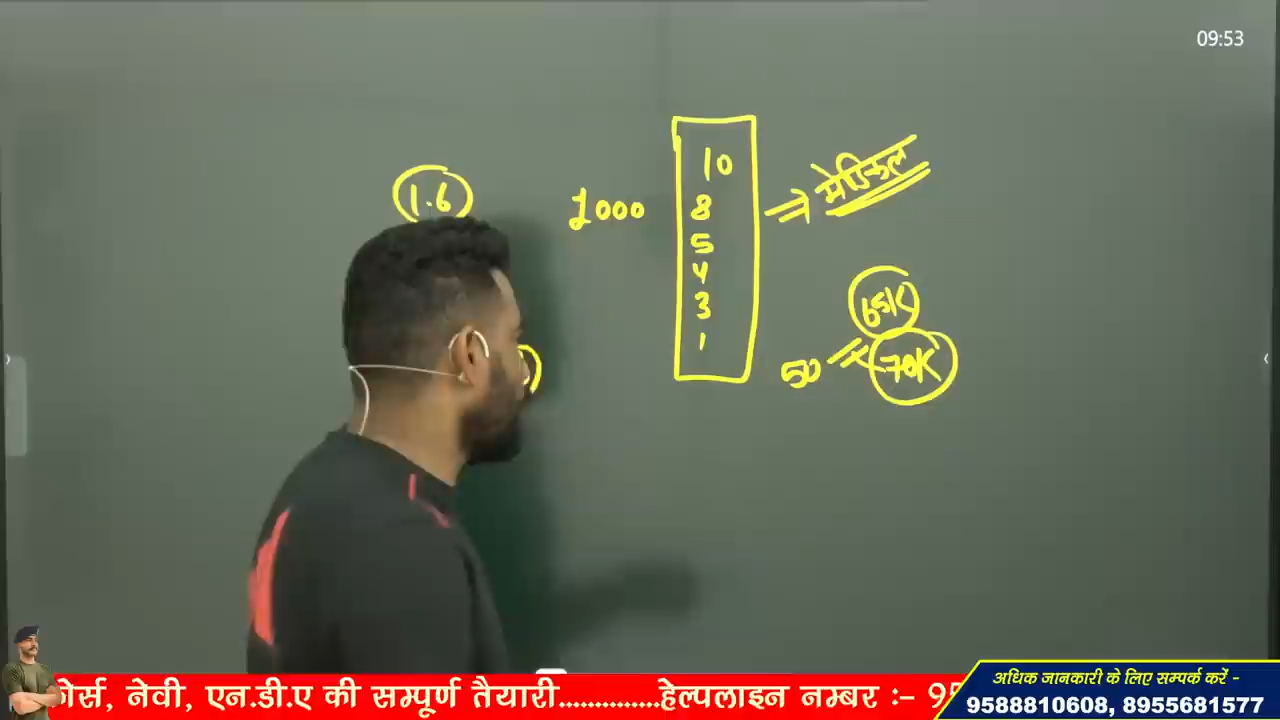 09:53
1.6
1000
10
8
5
4
3
1
⇒ मेडिकल
65K
50
70K
फोर्स, नेवी, एन.डी.ए की सम्पूर्ण तैयारी..............हेल्पलाइन नम्बर :- 95
अधिक जानकारी के लिए सम्पर्क करें -
9588810608, 8955681577